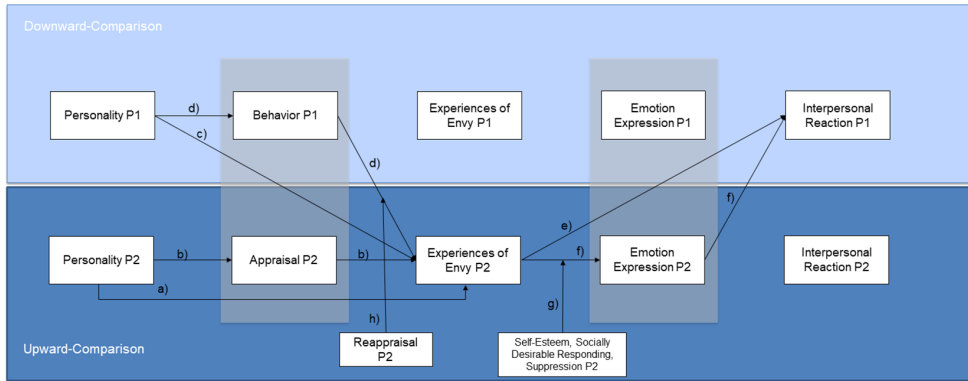 Downward-Comparison
Personality P1
d)
Behavior P1
Experiences of
Envy P1
Emotion
Expression P1
Interpersonal
Reaction P1
c)
d)
e)
f)
Personality P2
b)
Appraisal P2
b)
Experiences of
Envy P2
f)
Emotion
Expression P2
Interpersonal
Reaction P2
a)
h)
g)
Reappraisal
P2
Self-Esteem, Socially
Desirable Responding,
Suppression P2
Upward-Comparison